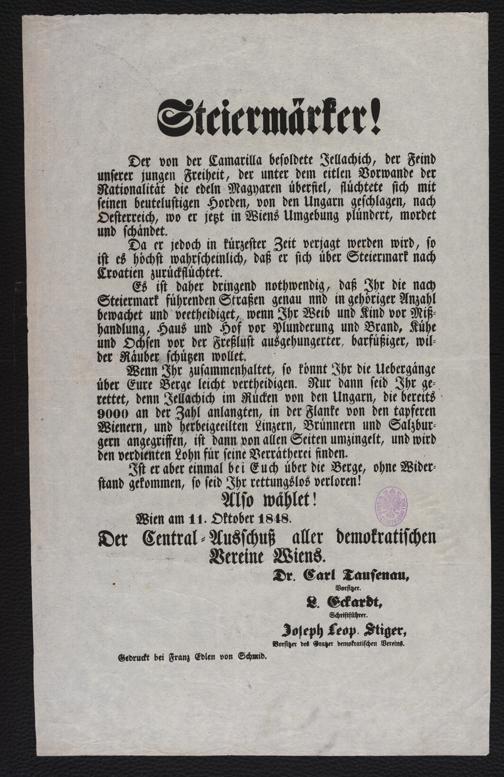 Steiermärker!
Der von der Camarilla besoldete Jellachich, der Feind
unserer jungen Freiheit, der unter dem eitlen Vorwande der
Nationalität die edeln Magyaren überfiel, flüchtete sich mit
seinen beutelustigen Horden, von den Ungarn geschlagen, nach
Oesterreich, wo er jetzt in Wiens Umgebung plündert, mordet
und schändet.
Da er jedoch in kürzester Zeit verjagt werden wird, so
ist es höchst wahrscheinlich, daß er sich über Steiermark nach
Croatien zurückflüchtet.
Es ist daher dringend nothwendig, daß Ihr die nach
Steiermark führenden Straßen genau und in gehöriger Anzahl
bewachet und vertheidiget, wenn Ihr Weib und Kind vor Miß-
handlung, Haus und Hof vor Plunderung und Brand, Kühe
und Ochsen vor der Freßlust ausgehungerter, barfüßiger, wil-
der Räuber schützen wollet.
Wenn Ihr zusammenhaltet, so könnt Ihr die Uebergänge
über Eure Berge leicht vertheidigen. Nur dann seid Ihr ge-
rettet, denn Jellachich im Rücken von den Ungarn, die bereits
9000 an der Zahl anlangten, in der Flanke von den tapferen
Wienern, und herbeigeeilten Linzern, Brünnern und Salzbur-
gern angegriffen, ist dann von allen Seiten umzingelt, und wird
den verdienten Lohn für seine Verrätherei finden.
Ist er aber einmal bei Euch über die Berge, ohne Wider-
stand gekommen, so seid Ihr rettungslos verloren!
Also wählet!
Wien am 11. Oktober 1848.
Der Central-Ausschuß aller demokratischen
Vereine Wiens.
Dr. Carl Tausenau,
Vorsitzer.
L. Eckardt,
Schriftführer.
Joseph Leop. Stiger,
Vorsitzer des Gratzer demokratischen Vereins.
Gedruckt bei Franz Edlen von Schmid.